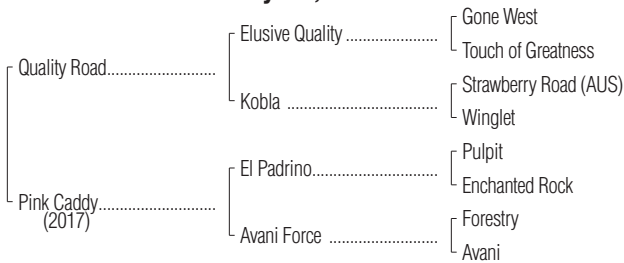 Gone West
Elusive Quality ........................
Touch of Greatness
Quality Road............................
Strawberry Road (AUS)
Kobla .......................................
Winglet
Pulpit
El Padrino.................................
Enchanted Rock
Pink Caddy..............................
(2017)
Forestry
Avani Force ............................
Avani